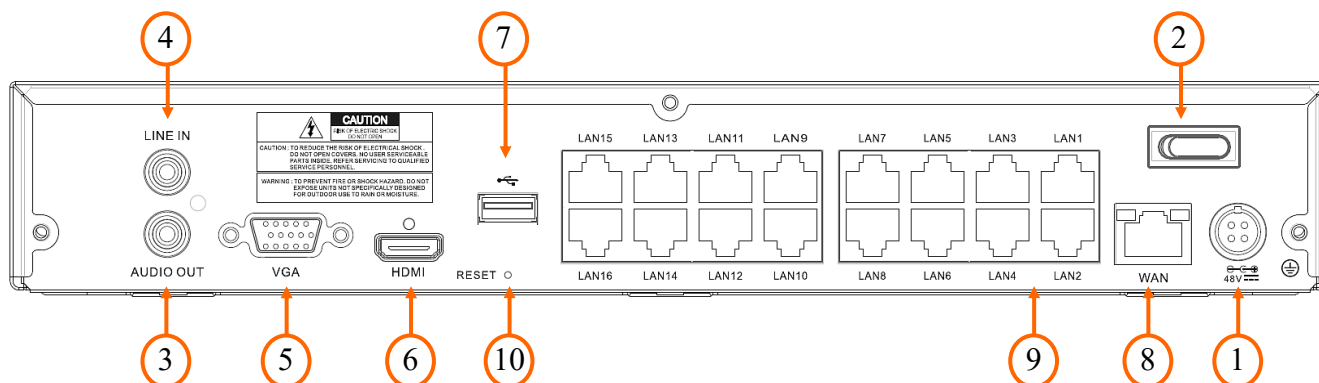 4
7
2
CAUTION
RISK OF ELECTRIC SHOCK
DO NOT OPEN
CAUTION : TO REDUCE THE RISK OF ELECTRICAL SHOCK .
DO NOT OPEN COVERS. NO USER SERVICEABLE
PARTS INSIDE. REFER SERVICING TO QUALIFIED
SERVICE PERSONNEL.
WARNING : TO PREVENT FIRE OR SHOCK HAZARD. DO NOT
EXPOSE UNITS NOT SPECIFICALLY DESIGNED
FOR OUTDOOR USE TO RAIN OR MOISTURE.
LINE IN
LAN15 LAN13 LAN11 LAN9 LAN7 LAN5 LAN3 LAN1
AUDIO OUT VGA HDMI RESET
LAN16 LAN14 LAN12 LAN10 LAN8 LAN6 LAN4 LAN2
WAN
48V
3 5 6 10 9 8 1